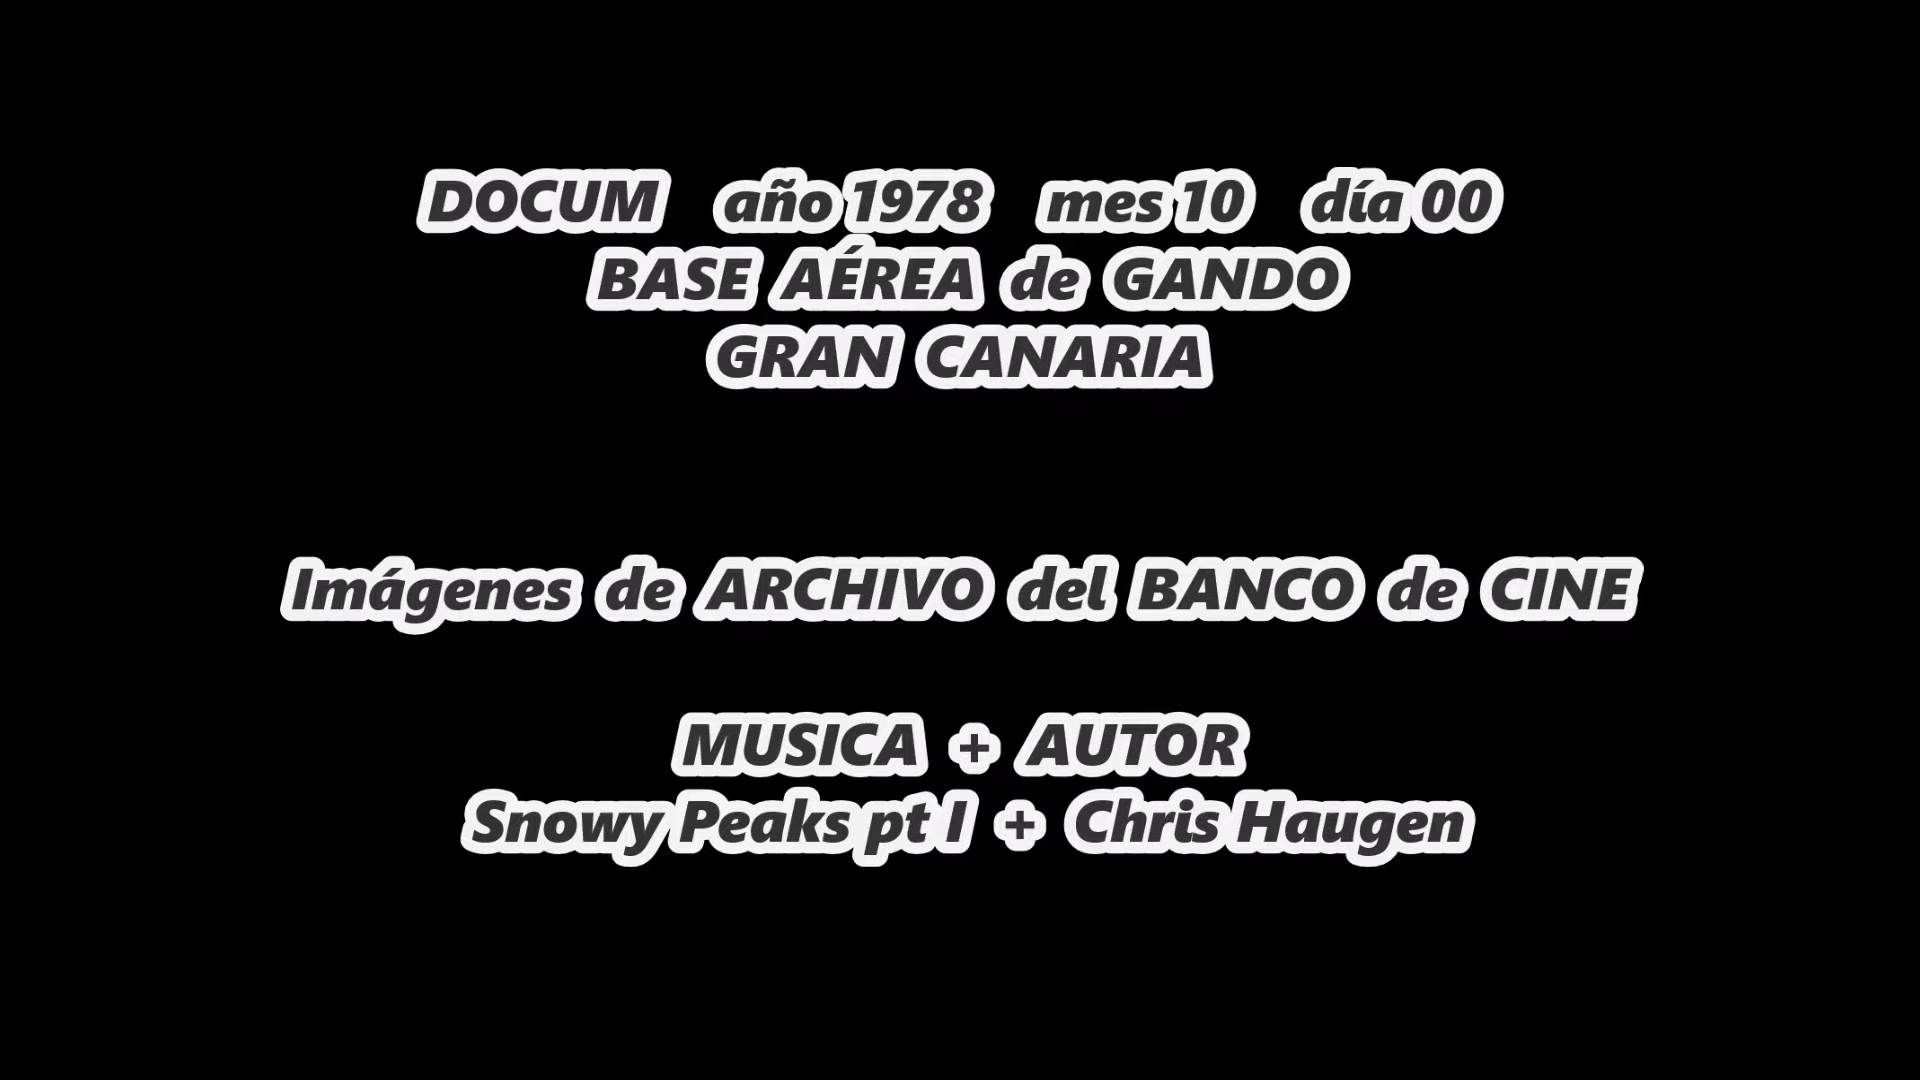 DOCUM año 1978 mes 10 día 00
BASE AÉREA de GANDO
GRAN CANARIA
Imágenes de ARCHIVO del BANCO de CINE
MUSICA + AUTOR
Snowy Peaks pt I + Chris Haugen